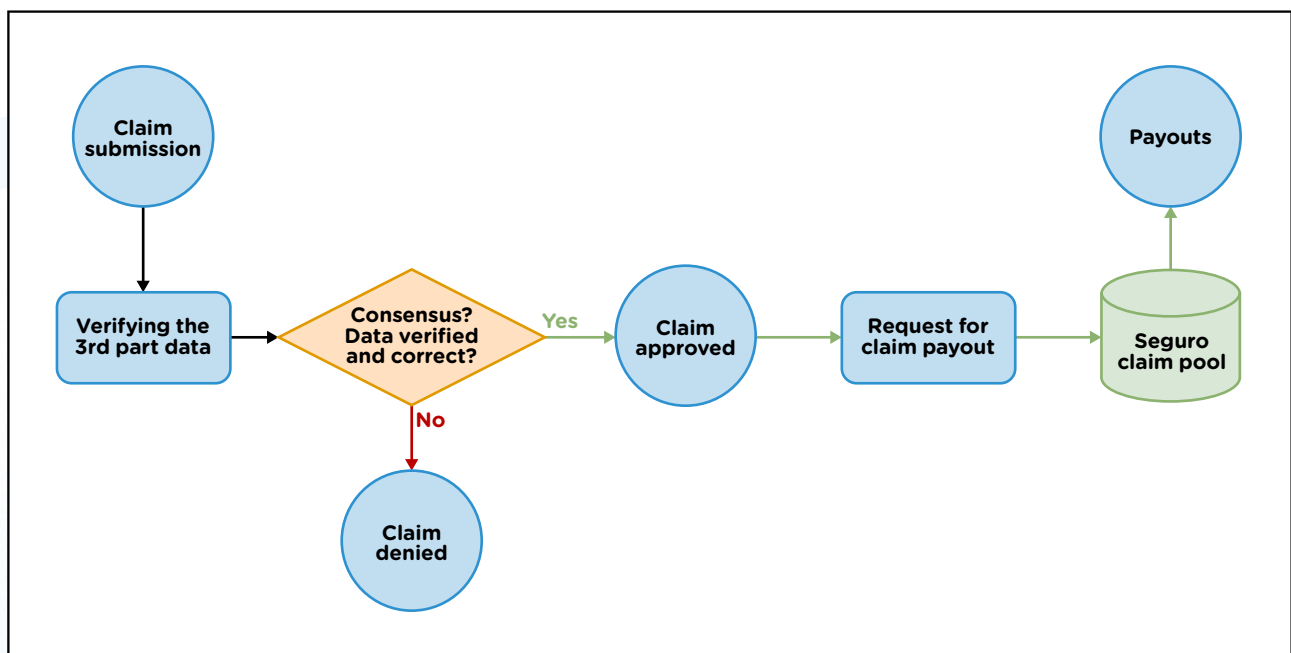 Claim
submission
Payouts
Verifying the
3rd part data
Consensus?
Data verified
and correct?
Yes
Claim
approved
Request for
claim payout
Seguro
claim pool
No
Claim
denied